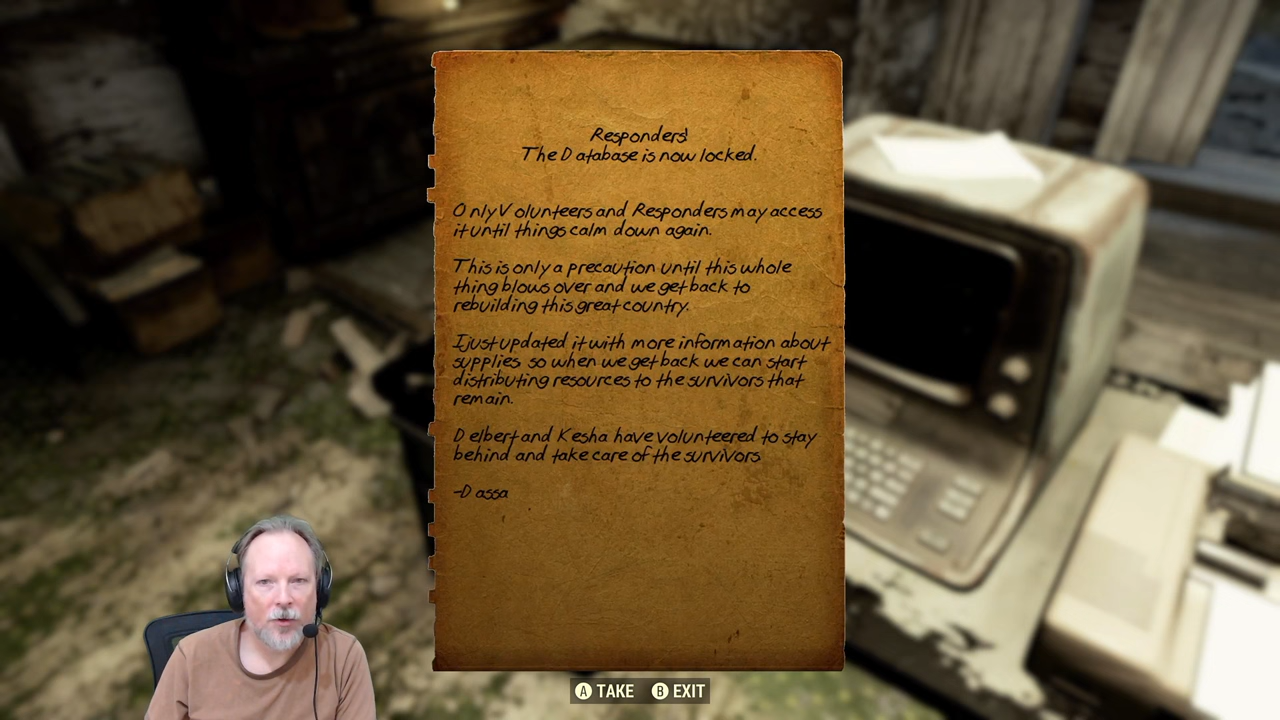 Responders!
The Database is now locked.
Only Volunteers and Responders may access
it until things calm down again.
This is only a precaution until this whole
thing blows over and we get back to
rebuilding this great country.
I just updated it with more information about
supplies so when we get back we can start
distributing resources to the survivors that
remain.
Delbert and Kesha have volunteered to stay
behind and take care of the survivors
-Dassa
A TAKE B EXIT